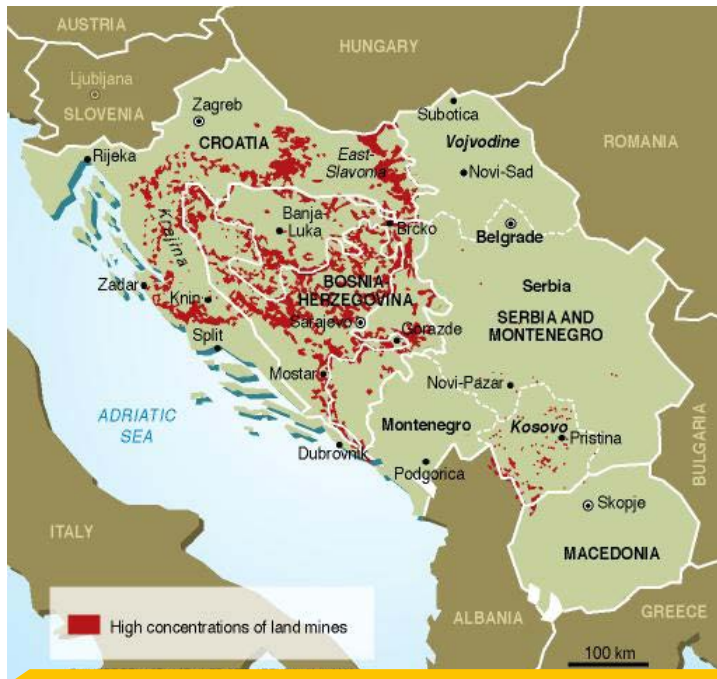 AUSTRIA
HUNGARY
Ljubljana
SLOVENIA
Zagreb
CROATIA
Subotica
Vojvodine
ROMANIA
Rijeka
East-
Slavonia
Novi-Sad
Krajina
Banja-
Luka
Brčko
Belgrade
Zadar
Knin
BOSNIA
HERZEGOVINA
Serbia
Sarajevo
SERBIA AND
MONTENEGRO
Split
Gorazde
Mostar
Novi-Pazar
ADRIATIC
SEA
Montenegro
Kosovo
Pristina
BULGARIA
Dubrovnik
Podgorica
Skopje
ITALY
MACEDONIA
High concentrations of land mines
ALBANIA
GREECE
100 km